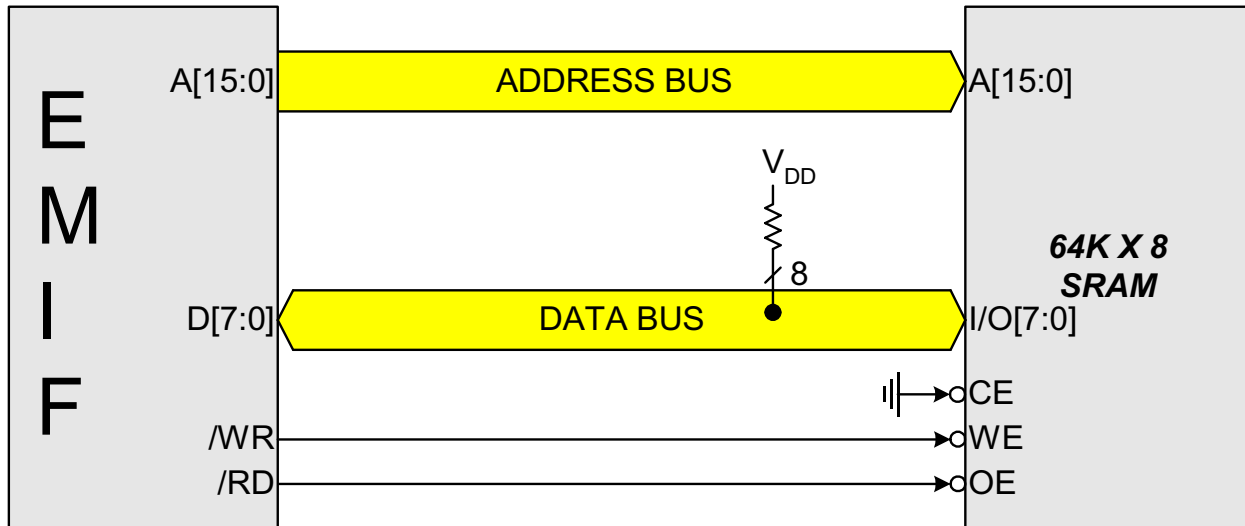 EMIF
A[15:0]
ADDRESS BUS
A[15:0]
VDD
8
64K X 8
SRAM
D[7:0]
DATA BUS
I/O[7:0]
CE
/WR
WE
/RD
OE